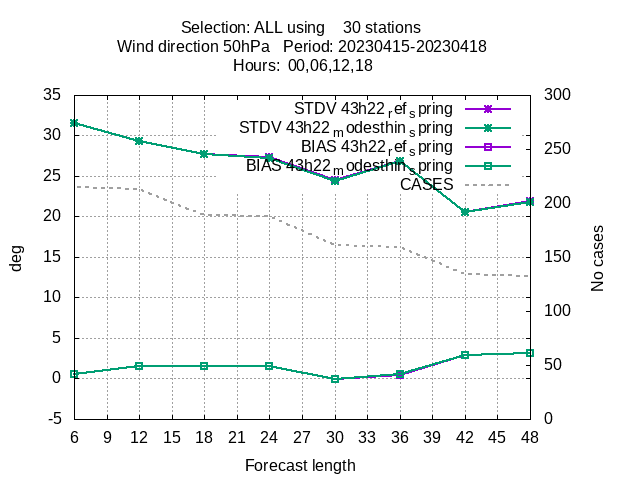 Selection: ALL using 30 stations
Wind direction 50hPa Period: 20230415-20230418
Hours: 00,06,12,18
STDV 43h22_ref_spring
STDV 43h22_modesthin_spring
BIAS 43h22_ref_spring
BIAS 43h22_modesthin_spring
CASES
35
30
25
20
15
10
5
0
-5
deg
300
250
200
150
100
50
0
No cases
6 9 12 15 18 21 24 27 30 33 36 39 42 45 48
Forecast length